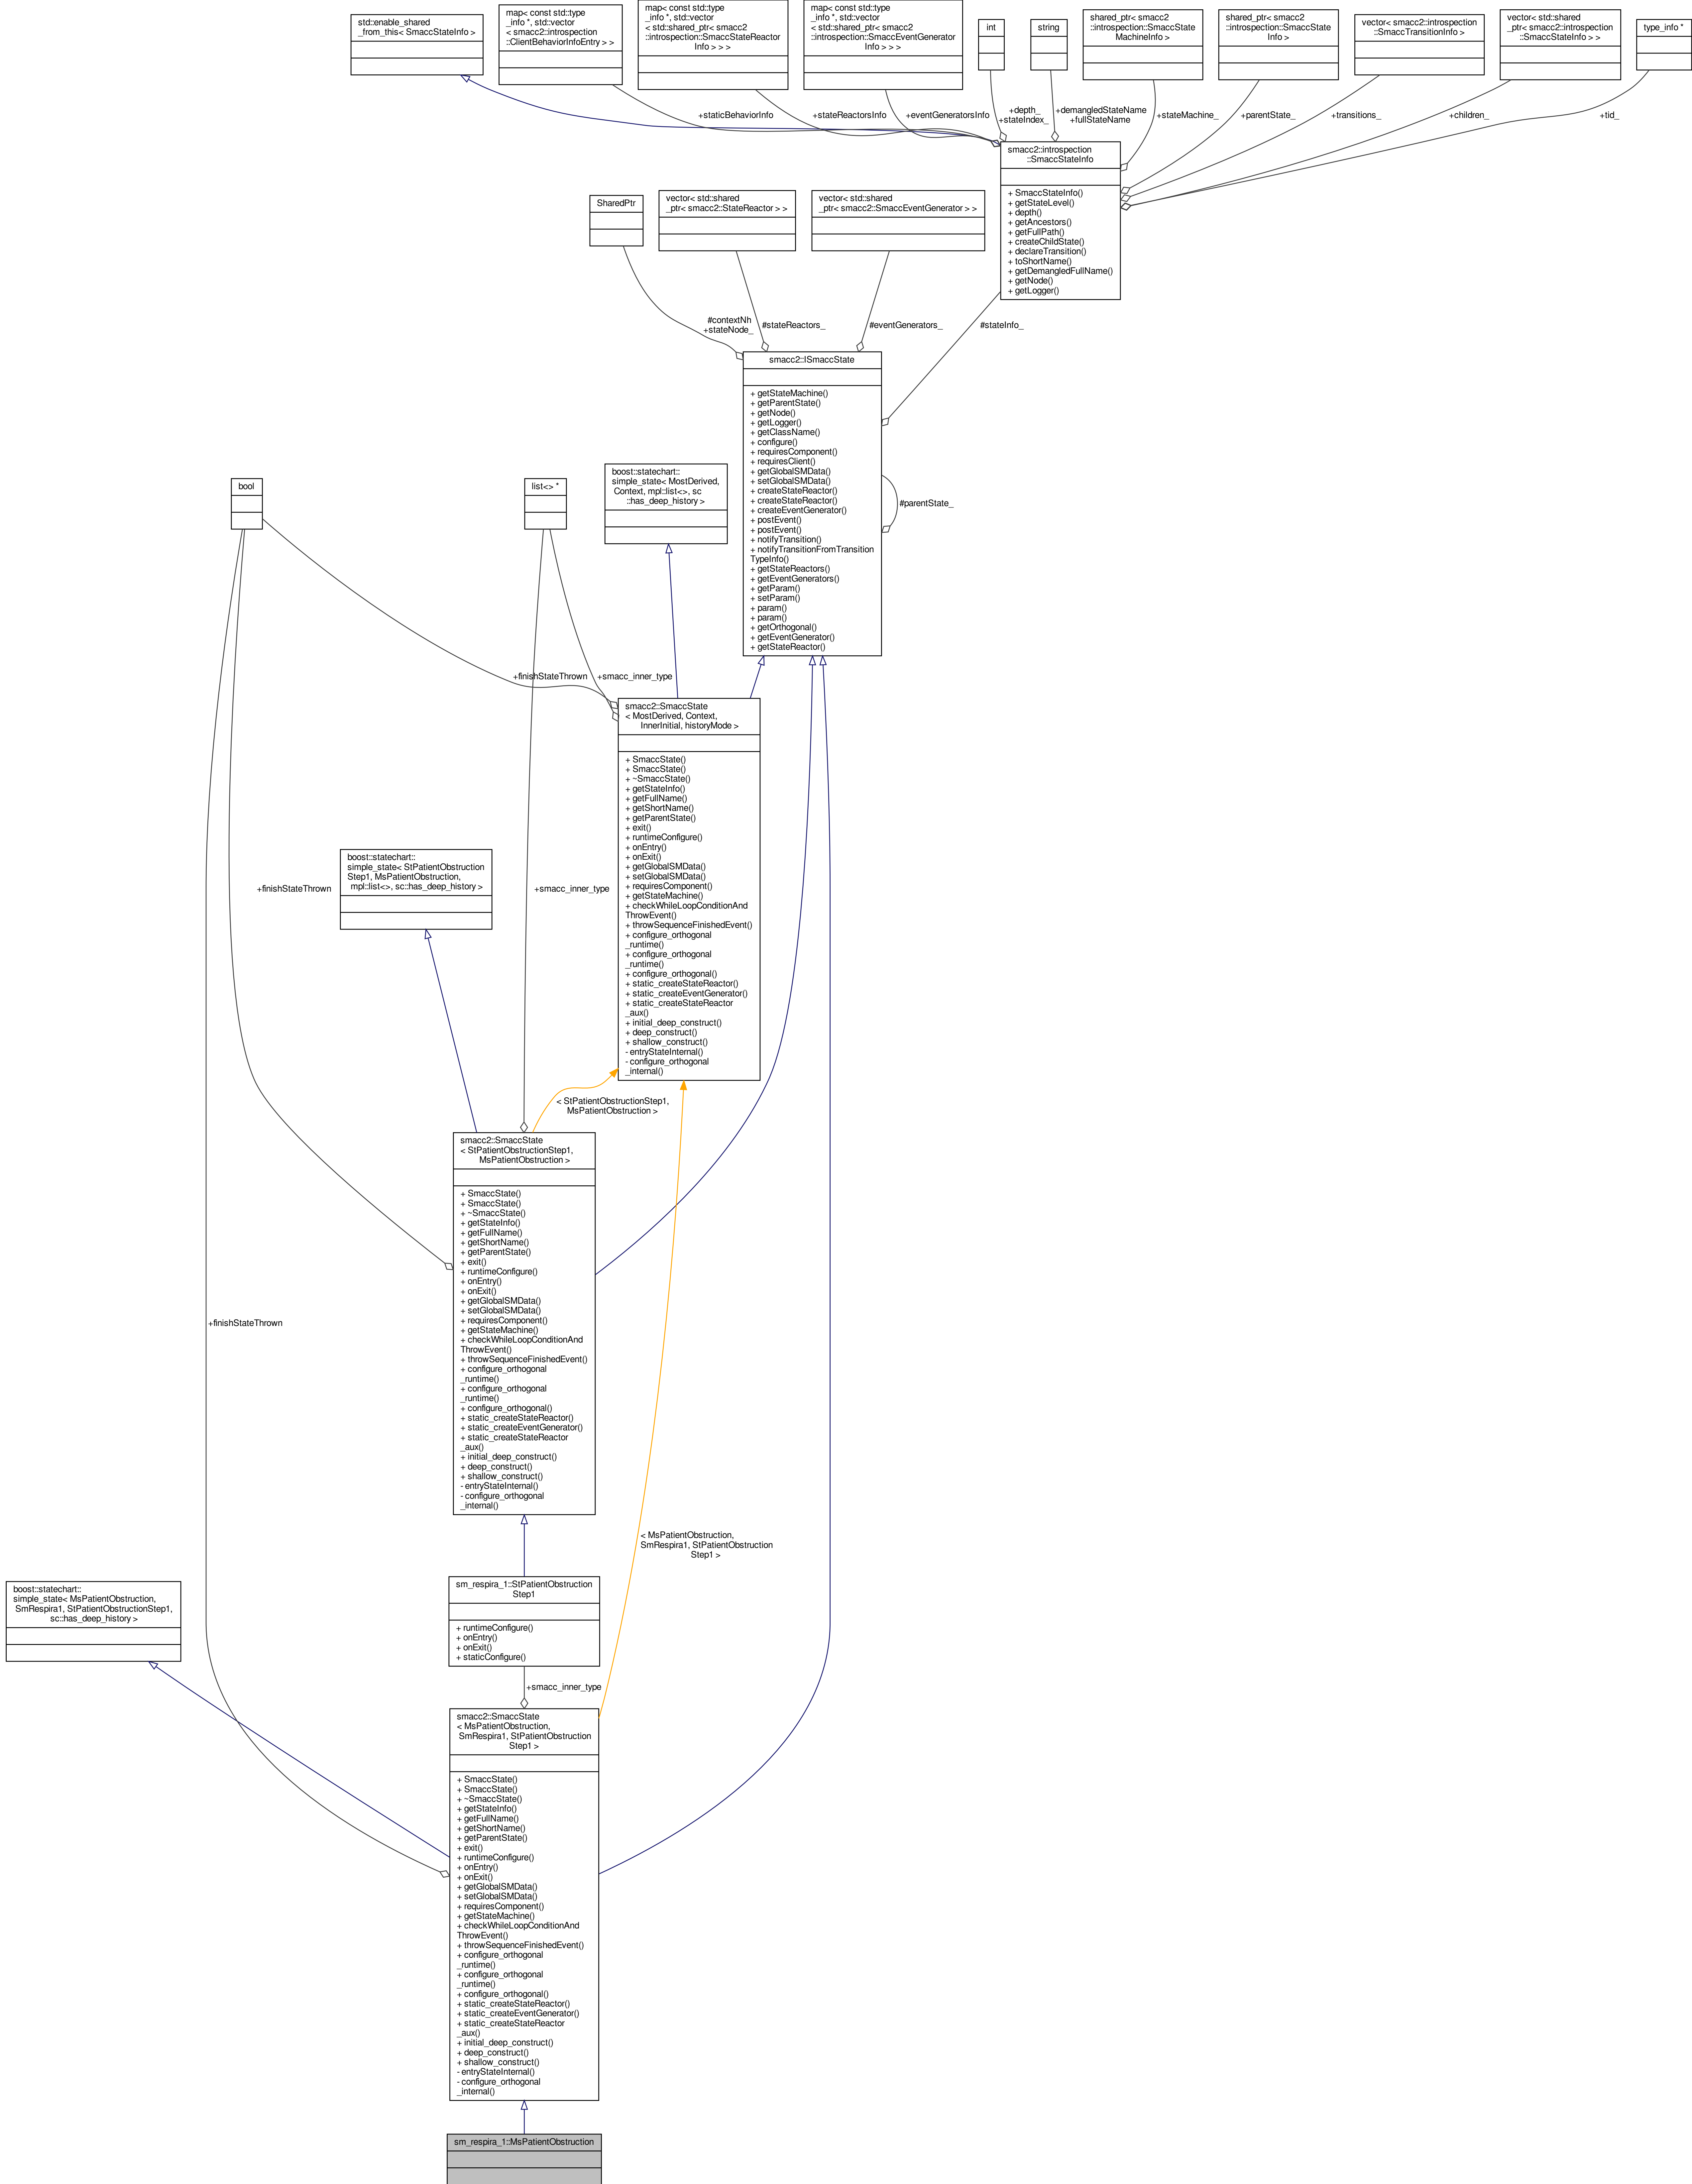 std::enable_shared
_from_this< SmaccStateInfo >
map< const std::type
_info *, std::vector
< smacc2::introspection
::ClientBehaviorInfoEntry > >
map< const std::type
_info *, std::vector
< std::shared_ptr< smacc2
::introspection::SmaccStateReactor
Info > > >
map< const std::type
_info *, std::vector
< std::shared_ptr< smacc2
::introspection::SmaccEventGenerator
Info > > >
int
string
shared_ptr< smacc2
::introspection::SmaccState
MachineInfo >
shared_ptr< smacc2
::introspection::SmaccState
Info >
vector< smacc2::introspection
::SmaccTransitionInfo >
vector< std::shared
_ptr< smacc2::introspection
::SmaccStateInfo > >
type_info *
+staticBehaviorInfo
+stateReactorsInfo
+eventGeneratorsInfo
+depth_
+stateIndex_
+demangledStateName
+fullStateName
+stateMachine_
+parentState_
+transitions_
+children_
+tid_
smacc2::introspection
::SmaccStateInfo
+ SmaccStateInfo()
+ getStateLevel()
+ depth()
+ getAncestors()
+ getFullPath()
+ createChildState()
+ declareTransition()
+ toShortName()
+ getDemangledFullName()
+ getNode()
+ getLogger()
SharedPtr
vector< std::shared
_ptr< smacc2::StateReactor > >
vector< std::shared
_ptr< smacc2::SmaccEventGenerator > >
#contextNh
+stateNode_
#stateReactors_
#eventGenerators_
#stateInfo_
smacc2::ISmaccState
+ getStateMachine()
+ getParentState()
+ getNode()
+ getLogger()
+ getClassName()
+ configure()
+ requiresComponent()
+ requiresClient()
+ getGlobalSMData()
+ setGlobalSMData()
+ createStateReactor()
+ createStateReactor()
+ createEventGenerator()
+ postEvent()
+ postEvent()
+ notifyTransition()
+ notifyTransitionFromTransition
TypeInfo()
+ getStateReactors()
+ getEventGenerators()
+ getParam()
+ setParam()
+ param()
+ param()
+ getOrthogonal()
+ getEventGenerator()
+ getStateReactor()
#parentState_
bool
list<> *
boost::statechart::
simple_state< MostDerived,
Context, mpl::list<>, sc
::has_deep_history >
+finishStateThrown
+smacc_inner_type
smacc2::SmaccState
< MostDerived, Context,
InnerInitial, historyMode >
+ SmaccState()
+ SmaccState()
+ ~SmaccState()
+ getStateInfo()
+ getFullName()
+ getShortName()
+ getParentState()
+ exit()
+ runtimeConfigure()
+ onEntry()
+ onExit()
+ getGlobalSMData()
+ setGlobalSMData()
+ requiresComponent()
+ getStateMachine()
+ checkWhileLoopConditionAnd
ThrowEvent()
+ throwSequenceFinishedEvent()
+ configure_orthogonal
_runtime()
+ configure_orthogonal
_runtime()
+ configure_orthogonal()
+ static_createStateReactor()
+ static_createEventGenerator()
+ static_createStateReactor
_aux()
+ initial_deep_construct()
+ deep_construct()
+ shallow_construct()
- entryStateInternal()
- configure_orthogonal
_internal()
boost::statechart::
simple_state< StPatientObstruction
Step1, MsPatientObstruction,
mpl::list<>, sc::has_deep_history >
+finishStateThrown
+smacc_inner_type
< StPatientObstructionStep1,
MsPatientObstruction >
smacc2::SmaccState
< StPatientObstructionStep1,
MsPatientObstruction >
+ SmaccState()
+ SmaccState()
+ ~SmaccState()
+ getStateInfo()
+ getFullName()
+ getShortName()
+ getParentState()
+ exit()
+ runtimeConfigure()
+ onEntry()
+ onExit()
+ getGlobalSMData()
+ setGlobalSMData()
+ requiresComponent()
+ getStateMachine()
+ checkWhileLoopConditionAnd
ThrowEvent()
+ throwSequenceFinishedEvent()
+ configure_orthogonal
_runtime()
+ configure_orthogonal
_runtime()
+ configure_orthogonal()
+ static_createStateReactor()
+ static_createEventGenerator()
+ static_createStateReactor
_aux()
+ initial_deep_construct()
+ deep_construct()
+ shallow_construct()
- entryStateInternal()
- configure_orthogonal
_internal()
+finishStateThrown
< MsPatientObstruction,
SmRespira1, StPatientObstruction
Step1 >
boost::statechart::
simple_state< MsPatientObstruction,
SmRespira1, StPatientObstructionStep1,
sc::has_deep_history >
sm_respira_1::StPatientObstruction
Step1
+ runtimeConfigure()
+ onEntry()
+ onExit()
+ staticConfigure()
+smacc_inner_type
smacc2::SmaccState
< MsPatientObstruction,
SmRespira1, StPatientObstruction
Step1 >
+ SmaccState()
+ SmaccState()
+ ~SmaccState()
+ getStateInfo()
+ getFullName()
+ getShortName()
+ getParentState()
+ exit()
+ runtimeConfigure()
+ onEntry()
+ onExit()
+ getGlobalSMData()
+ setGlobalSMData()
+ requiresComponent()
+ getStateMachine()
+ checkWhileLoopConditionAnd
ThrowEvent()
+ throwSequenceFinishedEvent()
+ configure_orthogonal
_runtime()
+ configure_orthogonal
_runtime()
+ configure_orthogonal()
+ static_createStateReactor()
+ static_createEventGenerator()
+ static_createStateReactor
_aux()
+ initial_deep_construct()
+ deep_construct()
+ shallow_construct()
- entryStateInternal()
- configure_orthogonal
_internal()
sm_respira_1::MsPatientObstruction